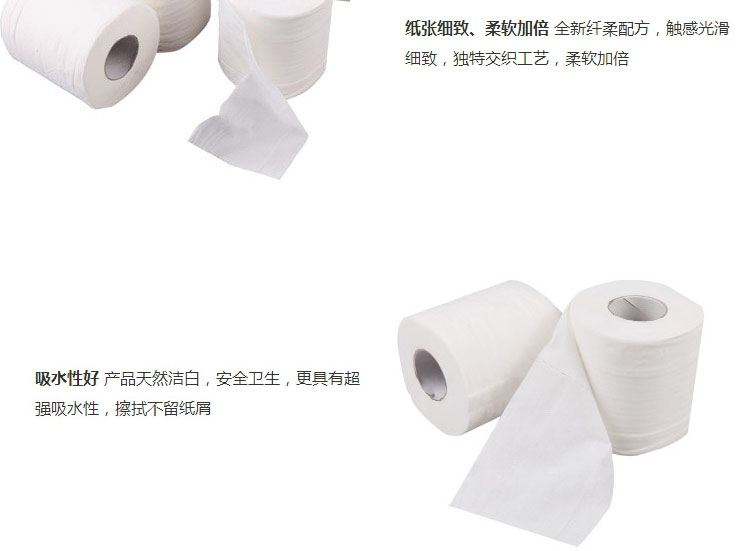 纸张细致、柔软加倍 全新纤柔配方，触感光滑
细致，独特交织工艺，柔软加倍
吸水性好 产品天然洁白，安全卫生，更具有超
强吸水性，擦拭不留纸屑